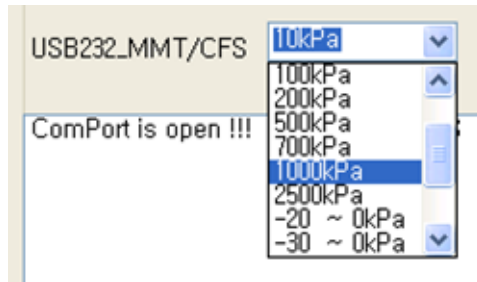 USB232_MMT/CFS 10kPa
100kPa
200kPa
500kPa
700kPa
1000kPa
2500kPa
-20 ~ 0kPa
-30 ~ 0kPa
ComPort is open !!!